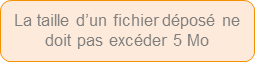 La taille d'un fichier déposé ne
doit pas excéder 5 Mo